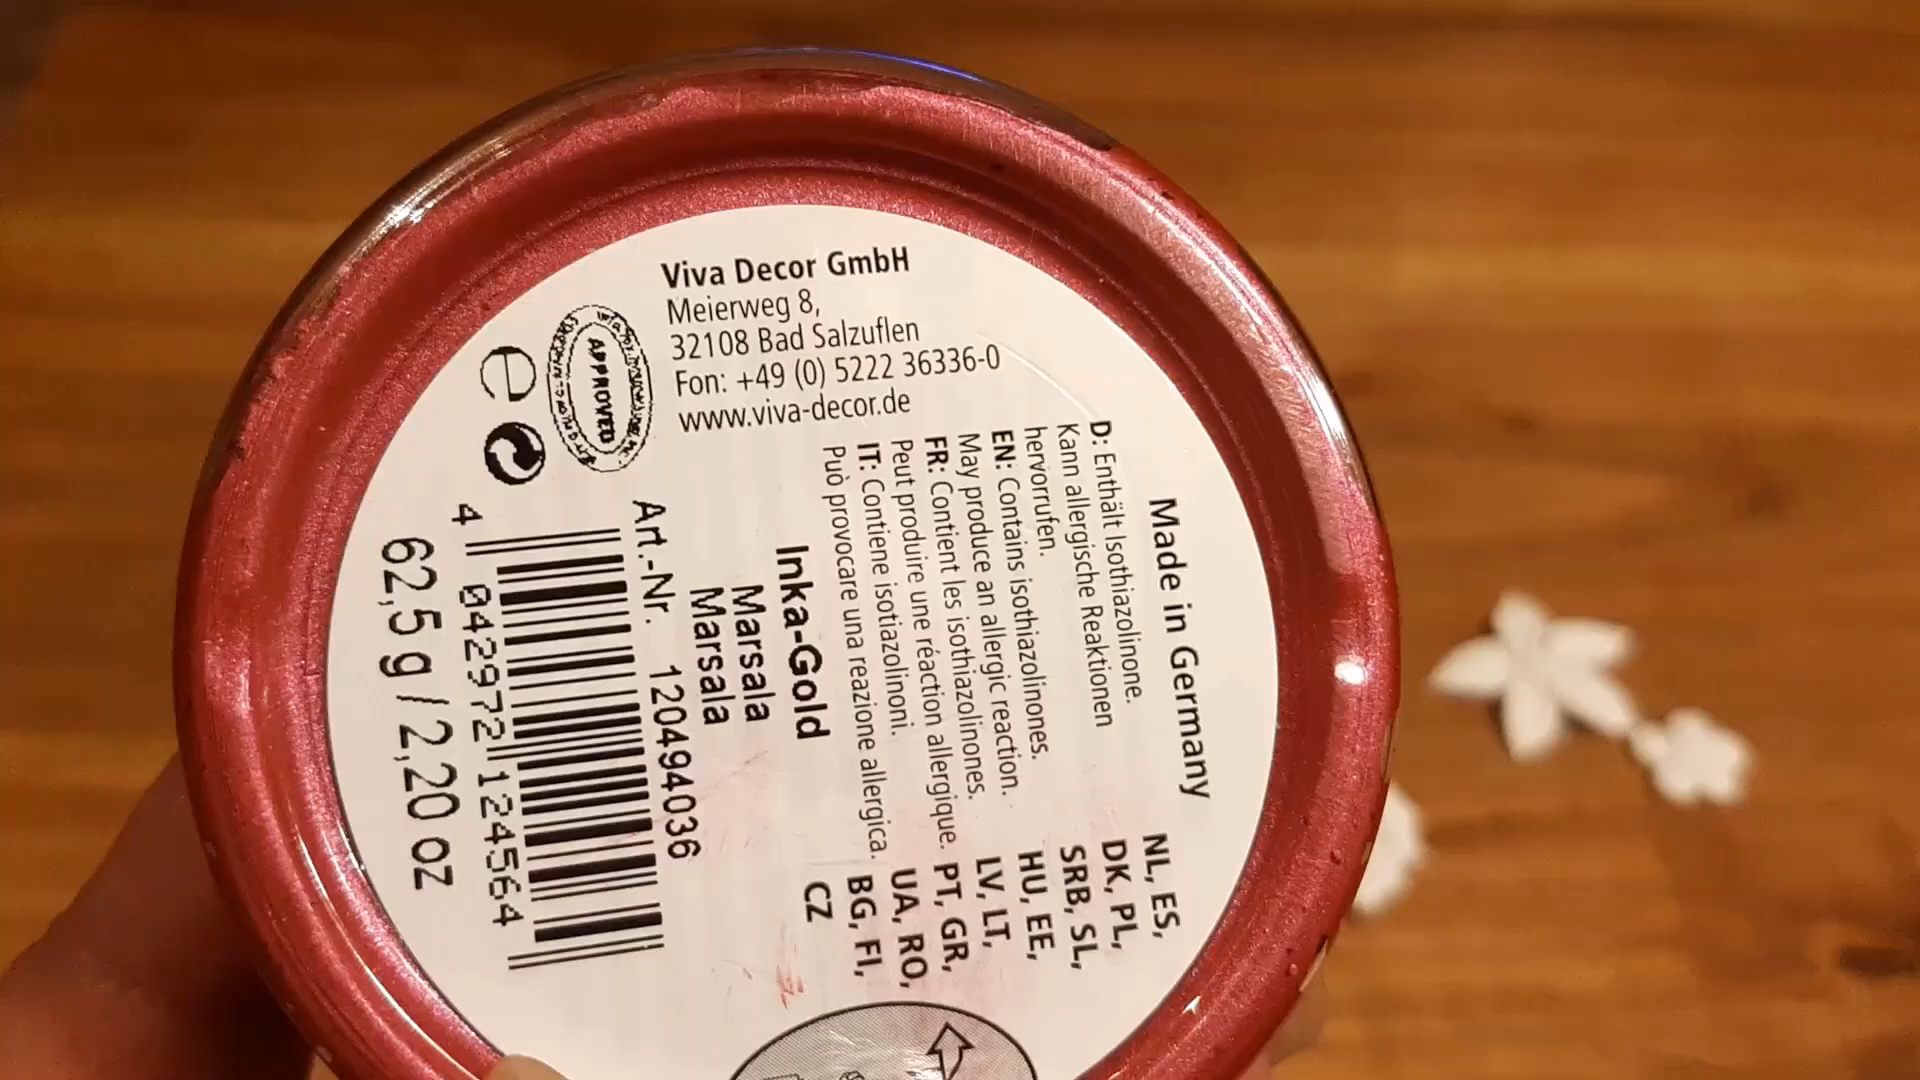 Viva Decor GmbH
Meierweg 8,
32108 Bad Salzuflen
Fon: +49 (0) 5222 36336-0
www.viva-decor.de
APPROVED
e
Made in Germany
D: Enthält Isothiazolinone.
Kann allergische Reaktionen
hervorrufen.
EN: Contains isothiazolinones.
May produce an allergic reaction.
FR: Contient les isothiazolinones.
Peut produire une réaction allergique.
IT: Contiene isotiazolinoni.
Può provocare una reazione allergica.
NL, ES,
DK, PL,
SRB, SL,
HU, EE,
LV, LT,
PT, GR,
UA, RO,
BG, FI,
CZ
Inka-Gold
Marsala
Marsala
Art.-Nr. 120494036
4 042972 124564
62,5 g / 2,20 oz